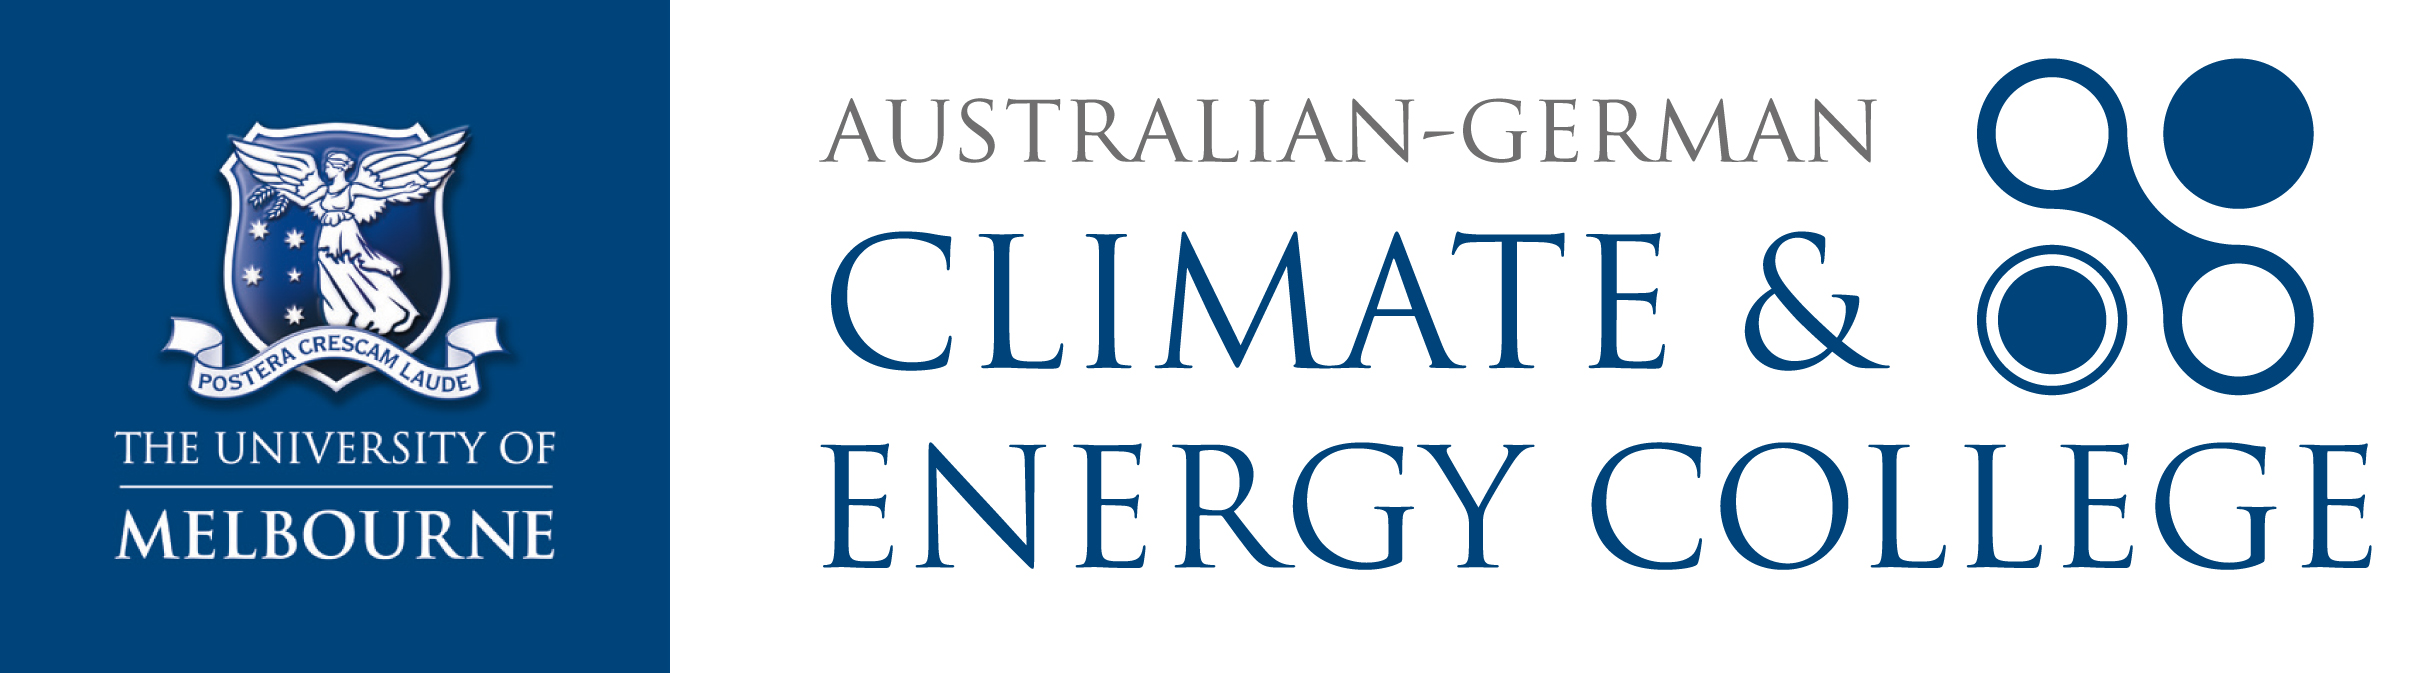 POSTERA CRESCAM LAUDE
THE UNIVERSITY OF
MELBOURNE
AUSTRALIAN-GERMAN
CLIMATE &
ENERGY COLLEGE